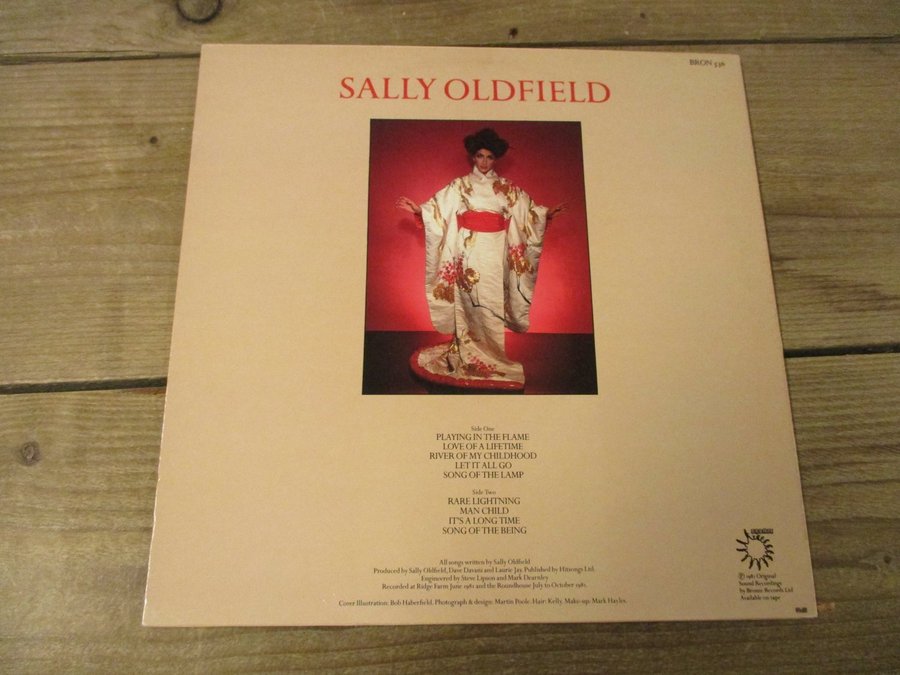 BRON 536
SALLY OLDFIELD
Side One
PLAYING IN THE FLAME
LOVE OF A LIFETIME
RIVER OF MY CHILDHOOD
LET IT ALL GO
SONG OF THE LAMP
Side Two
RARE LIGHTNING
MAN CHILD
IT'S A LONG TIME
SONG OF THE BEING
All songs written by Sally Oldfield
Produced by Sally Oldfield, Dave Davani and Laurie Jay. Published by Hitsongs Ltd.
Engineered by Steve Lipson and Mark Dearnley
Recorded at Ridge Farm June 1981 and the Roundhouse July to October 1981.
Cover Illustration: Bob Haberfield. Photograph & design: Martin Poole. Hair: Kelly. Make-up: Mark Hayles.
BRONZE
℗ 1981 Original
Sound Recordings
by Bronze Records Ltd
Available on tape